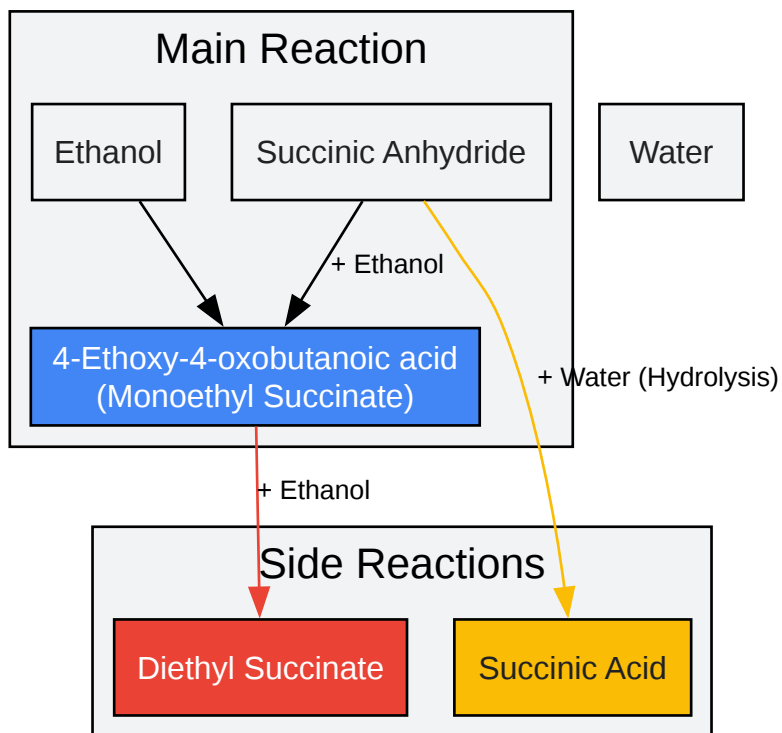 Main Reaction
Ethanol
Succinic Anhydride
Water
+ Ethanol
4-Ethoxy-4-oxobutanoic acid
(Monoethyl Succinate)
+ Water (Hydrolysis)
+ Ethanol
Side Reactions
Diethyl Succinate
Succinic Acid